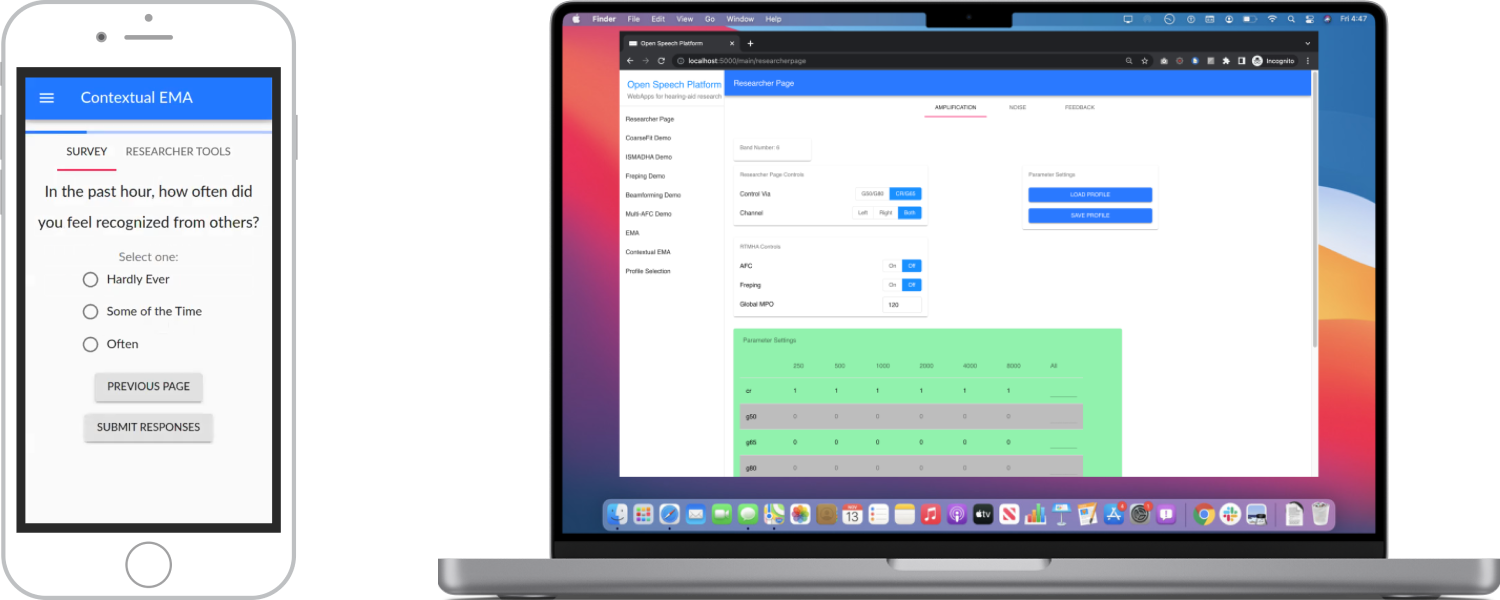 Contextual EMA
SURVEY RESEARCHER TOOLS
In the past hour, how often did
you feel recognized from others?
Select one:
Hardly Ever
Some of the Time
Often
PREVIOUS PAGE
SUBMIT RESPONSES
Finder File Edit View Go Window Help Fri 4:47
Open Speech Platform
localhost:5000/main/researcherpage Incognito
Open Speech Platform
WebApps for hearing-aid research
Researcher Page
CoarseFit Demo
ISMADHA Demo
Freping Demo
Beamforming Demo
Multi-AFC Demo
EMA
Contextual EMA
Profile Selection
Researcher Page
AMPLIFICATION NOISE FEEDBACK
Band Number: 6
Researcher Page Controls
Control Via G50/G80 CR/G65
Channel Left Right Both
Parameter Settings
LOAD PROFILE
SAVE PROFILE
RTMHA Controls
AFC On Off
Freping On Off
Global MPO 120
Parameter Settings
250 500 1000 2000 4000 8000 All
cr 1 1 1 1 1 1
g50 0 0 0 0 0 0
g65 0 0 0 0 0 0
g80 0 0 0 0 0 0
NOV
13
tv